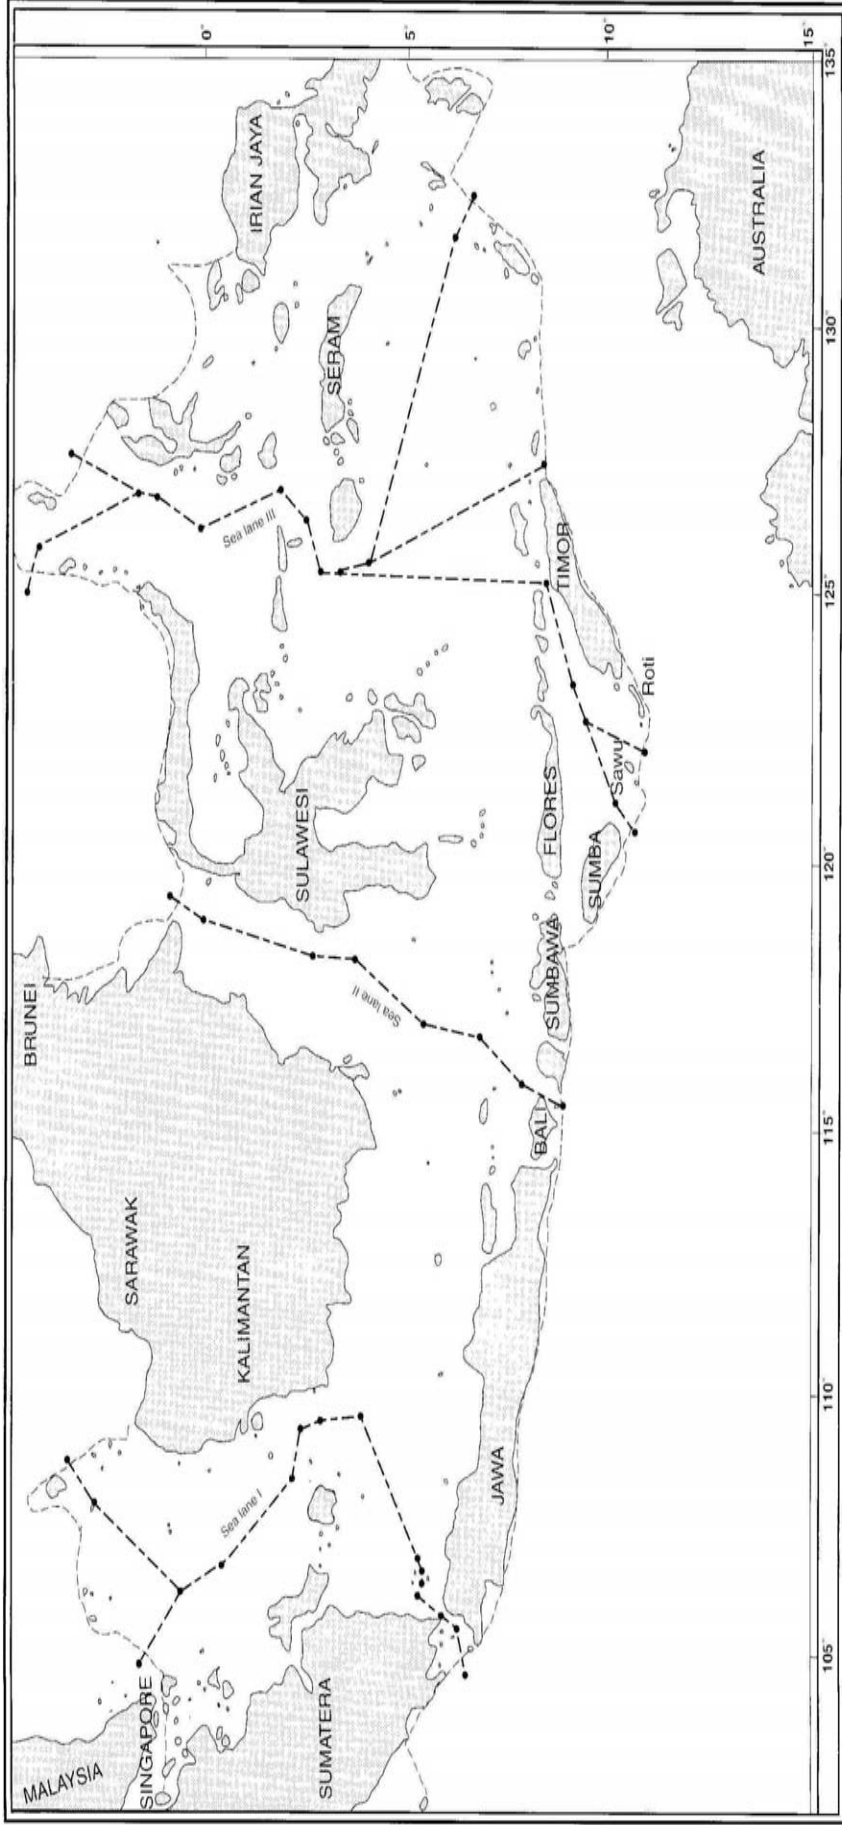 MALAYSIA
SINGAPORE
SUMATERA
Sea lane I
SARAWAK
KALIMANTAN
BRUNEI
JAWA
BALI
Sea lane II
SUMBAWA
SUMBA
FLORES
SULAWESI
Sawu
Roti
TIMOR
Sea lane III
SERAM
IRIAN JAYA
AUSTRALIA
0°
5°
10°
15°
105°
110°
115°
120°
125°
130°
135°